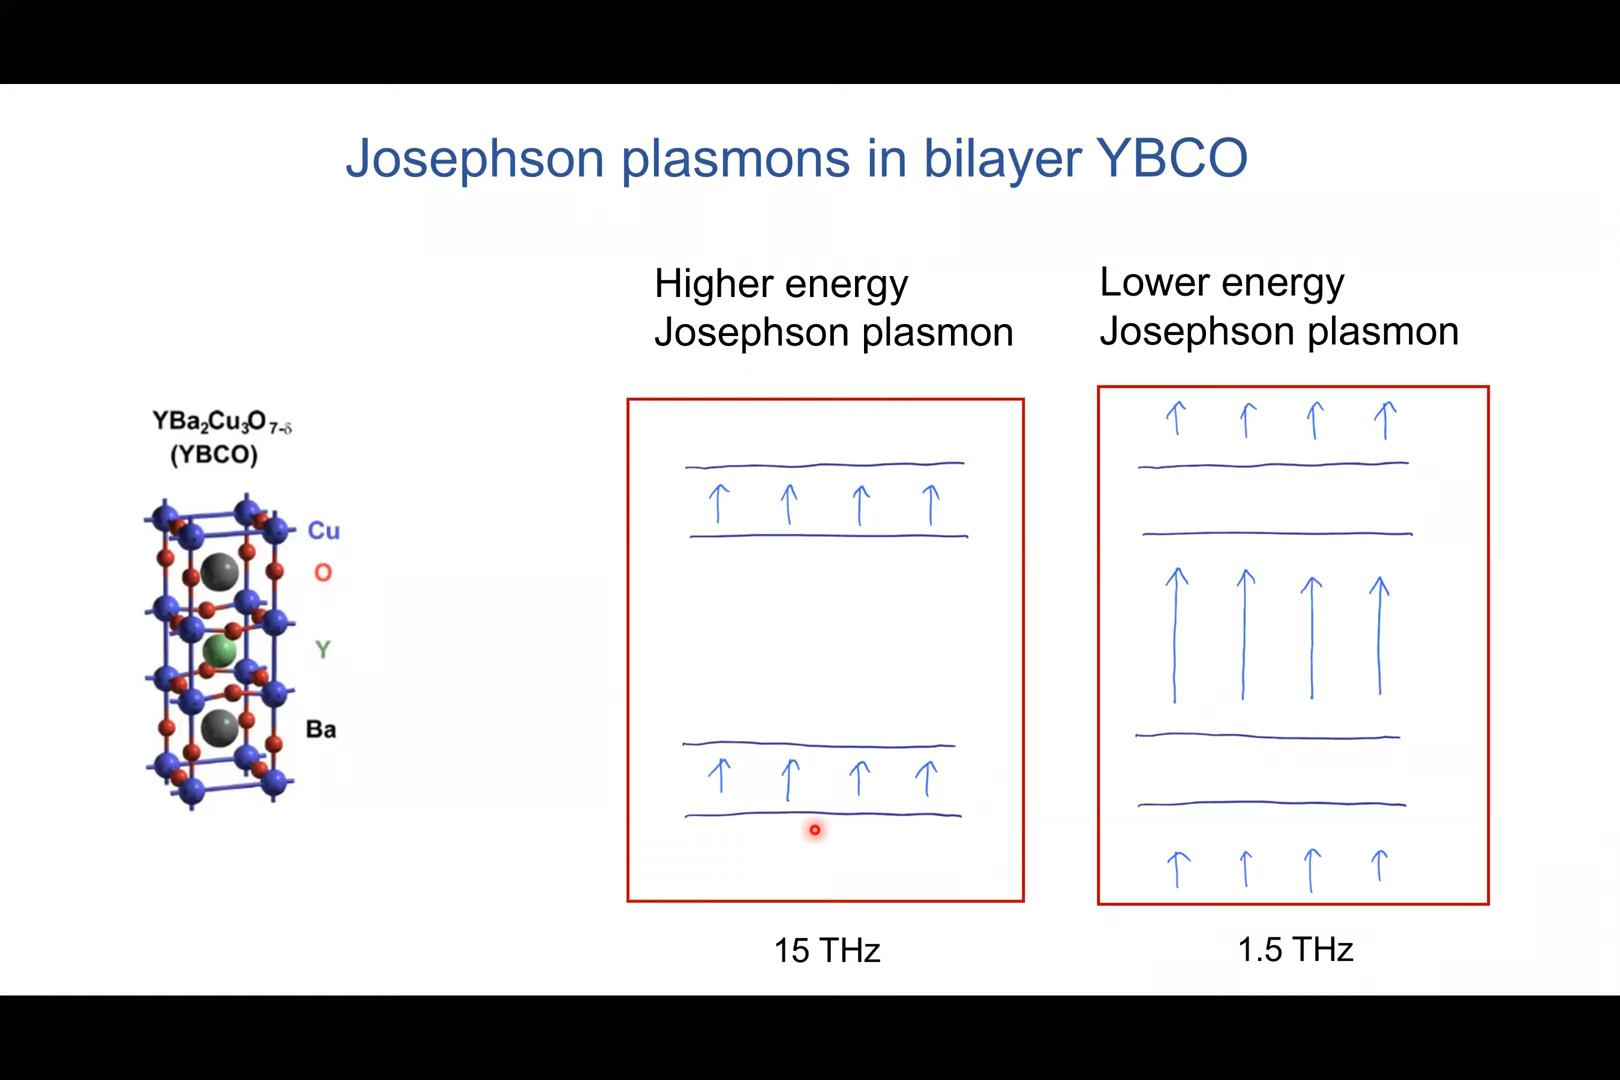 Josephson plasmons in bilayer YBCO
Higher energy
Josephson plasmon
Lower energy
Josephson plasmon
YBa₂Cu₃O₇₋δ
(YBCO)
Cu
O
Y
Ba
15 THz
1.5 THz